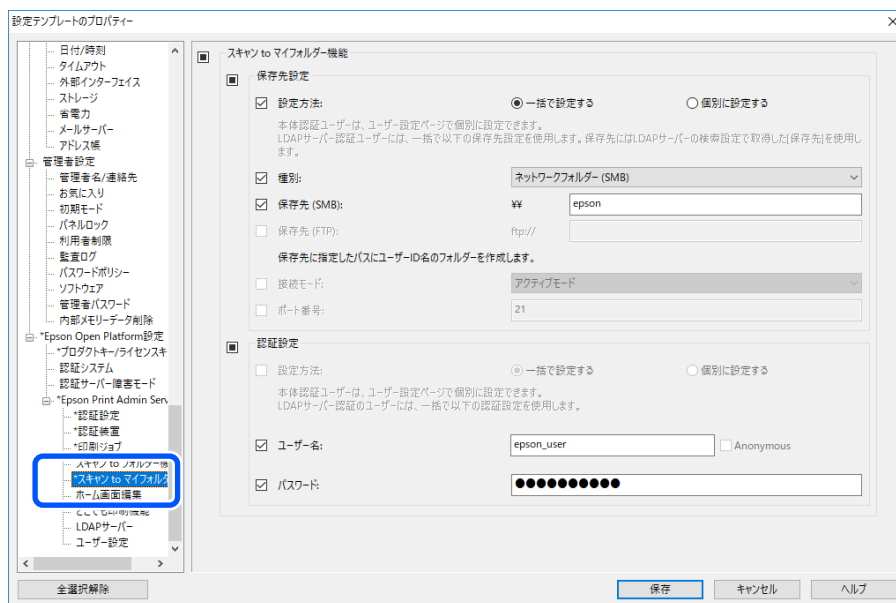 設定テンプレートのプロパティー
日付/時刻
タイムアウト
外部インターフェイス
ストレージ
省電力
メールサーバー
アドレス帳
管理者設定
管理者名/連絡先
お気に入り
初期モード
パネルロック
利用者制限
監査ログ
パスワードポリシー
ソフトウェア
管理者パスワード
内部メモリーデータ削除
*Epson Open Platform設定
*プロダクトキー/ライセンスキ
認証システム
認証サーバー障害モード
*Epson Print Admin Serv
*認証設定
*認証装置
*印刷ジョブ
スキャン to フォルダー機
*スキャン to マイフォルダ
ホーム画面編集
どこでも印刷機能
LDAPサーバー
ユーザー設定
全選択解除
スキャン to マイフォルダー機能
保存先設定
設定方法: 一括で設定する 個別に設定する
本体認証ユーザーは、ユーザー設定ページで個別に設定できます。
LDAPサーバー認証ユーザーには、一括で以下の保存先設定を使用します。保存先にはLDAPサーバーの検索設定で取得した[保存先]を使用し
ます。
種別: ネットワークフォルダー (SMB)
保存先 (SMB): ¥¥ epson
保存先 (FTP): ftp://
保存先に指定したパスにユーザーID名のフォルダーを作成します。
接続モード: アクティブモード
ポート番号: 21
認証設定
設定方法: 一括で設定する 個別に設定する
本体認証ユーザーは、ユーザー設定ページで個別に設定できます。
LDAPサーバー認証のユーザーには、一括で以下の認証設定を使用します。
ユーザー名: epson_user Anonymous
パスワード: ●●●●●●●●●●
保存 キャンセル ヘルプ